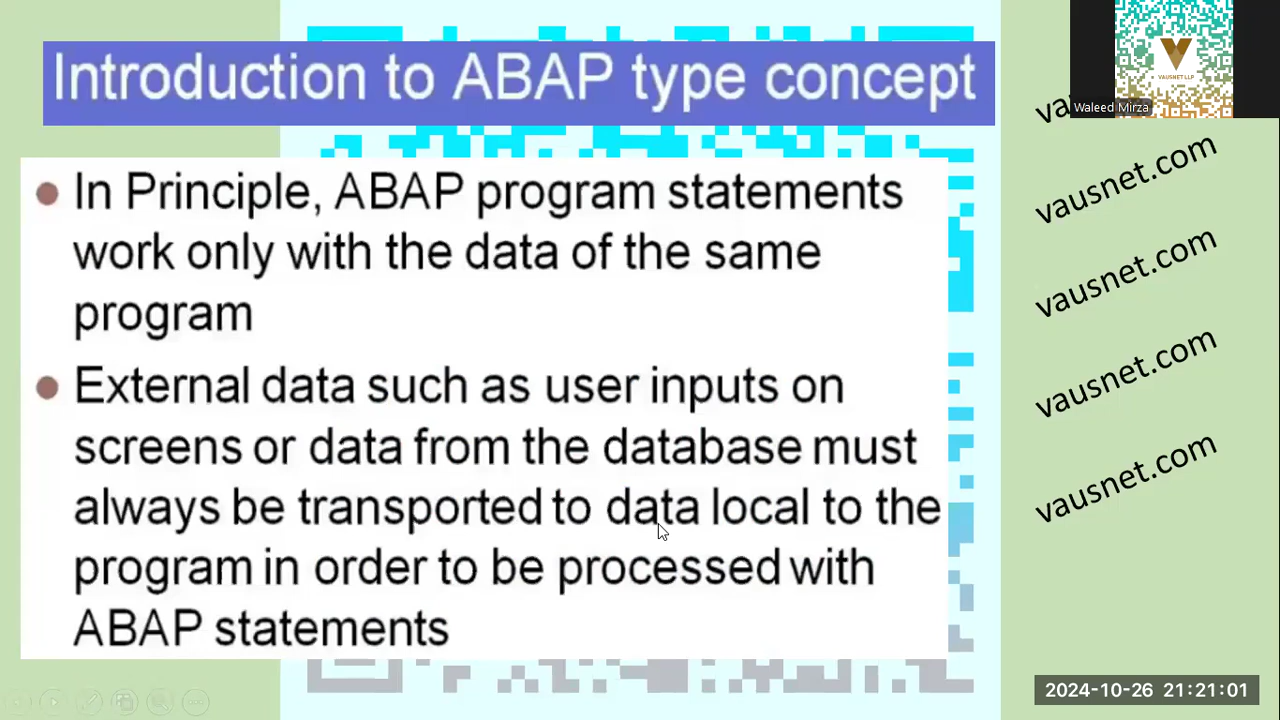 Introduction to ABAP type concept
In Principle, ABAP program statements
work only with the data of the same
program
External data such as user inputs on
screens or data from the database must
always be transported to data local to the
program in order to be processed with
ABAP statements
VAUSNET LLP
Waleed Mirza
va
vausnet.com
vausnet.com
vausnet.com
vausnet.com
2024-10-26 21:21:01